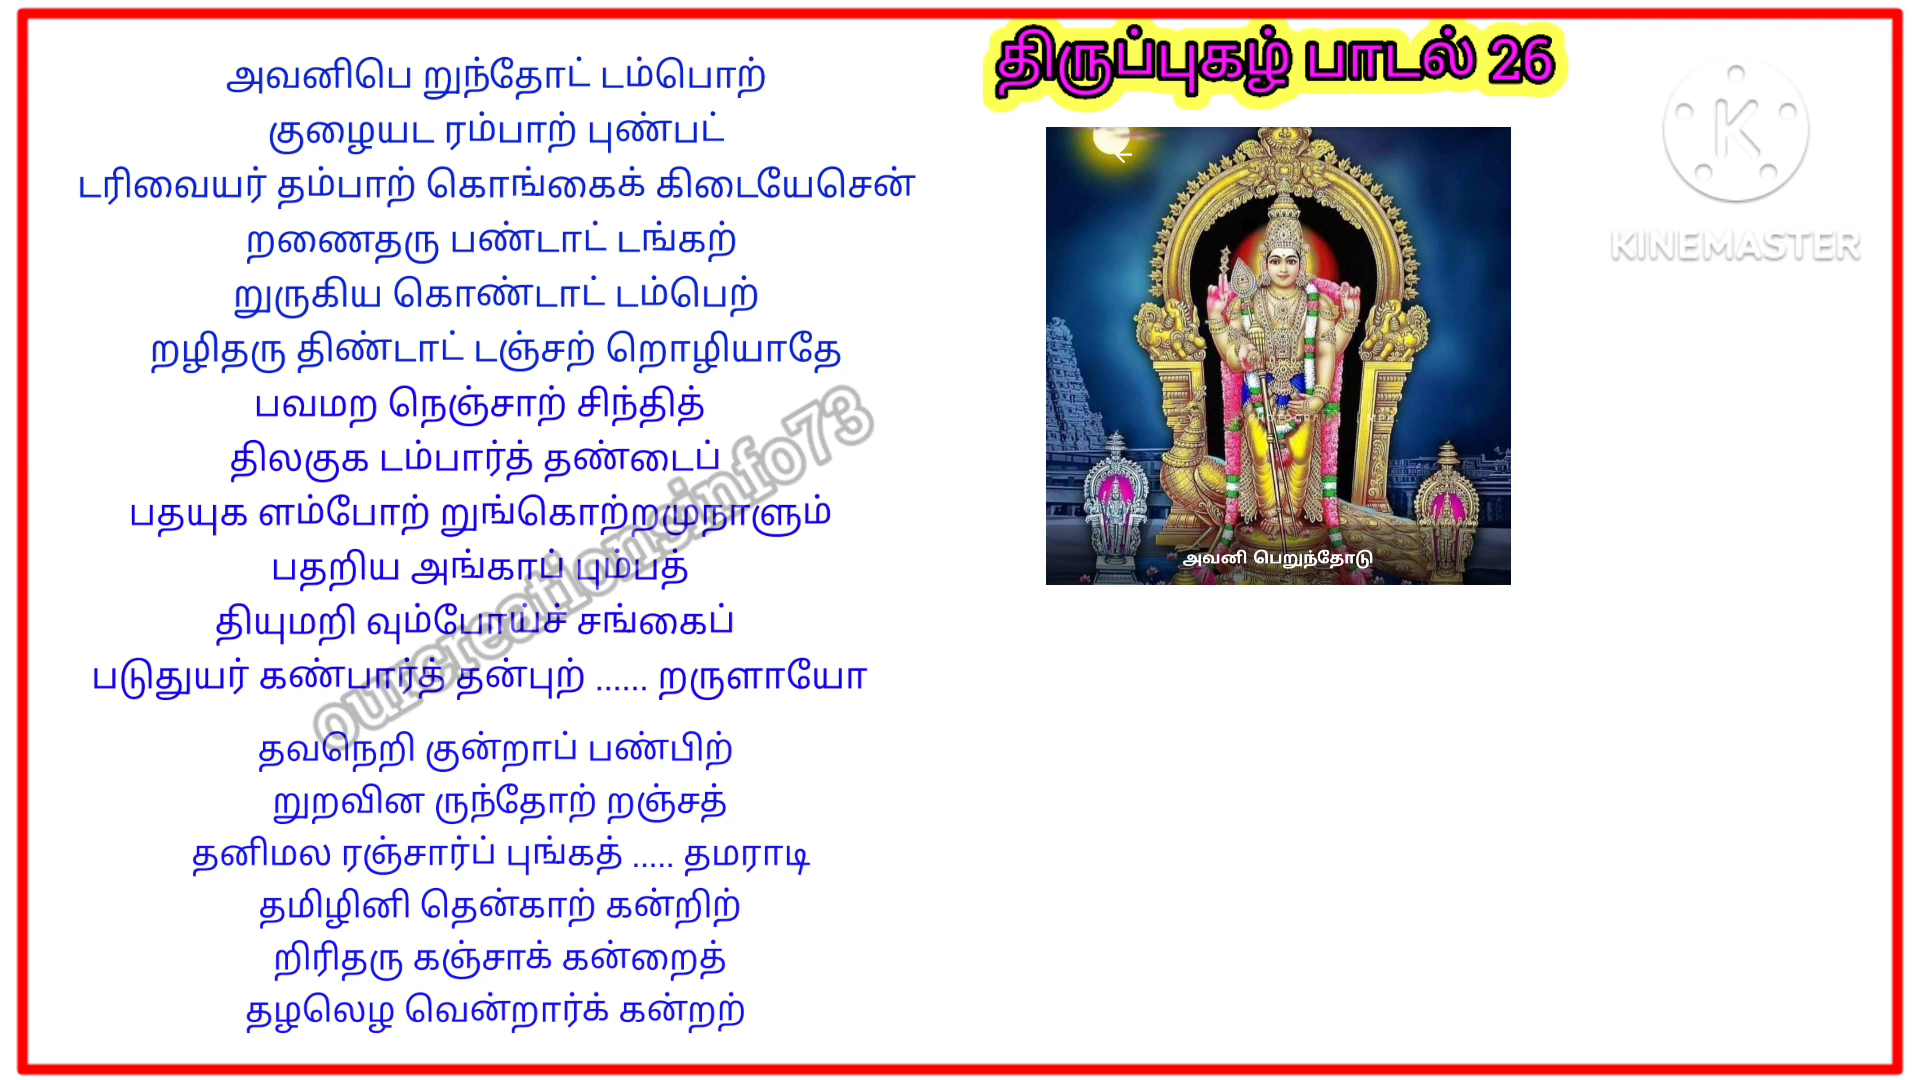 திருப்புகழ் பாடல் 26
அவனிபெ றுந்தோட் டம்பொற்
குழையட ரம்பாற் புண்பட்
டரிவையர் தம்பாற் கொங்கைக் கிடையேசென்
றணைதரு பண்டாட் டங்கற்
றுருகிய கொண்டாட் டம்பெற்
றழிதரு திண்டாட் டஞ்சற் றொழியாதே
பவமற நெஞ்சாற் சிந்தித்
திலகுக டம்பார்த் தண்டைப்
பதயுக ளம்போற் றுங்கொற்றமுநாளும்
பதறிய அங்காப் பும்பத்
தியுமறி வும்போய்ச் சங்கைப்
படுதுயர் கண்பார்த் தன்புற் ...... றருளாயோ
தவநெறி குன்றாப் பண்பிற்
றுறவின ருந்தோற் றஞ்சத்
தனிமல ரஞ்சார்ப் புங்கத் ..... தமராடி
தமிழினி தென்காற் கன்றிற்
றிரிதரு கஞ்சாக் கன்றைத்
தழலெழ வென்றார்க் கன்றற்
அவனி பெறுந்தோடு
KINEMASTER
ourcreationsinfo73